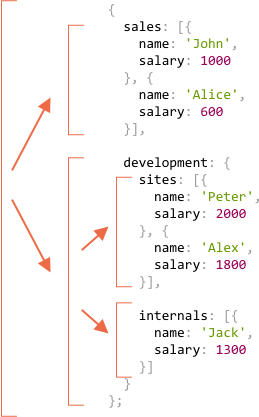 {
sales: [{
name: 'John',
salary: 1000
}, {
name: 'Alice',
salary: 600
}],
development: {
sites: [{
name: 'Peter',
salary: 2000
}, {
name: 'Alex',
salary: 1800
}],
internals: [{
name: 'Jack',
salary: 1300
}]
}
};